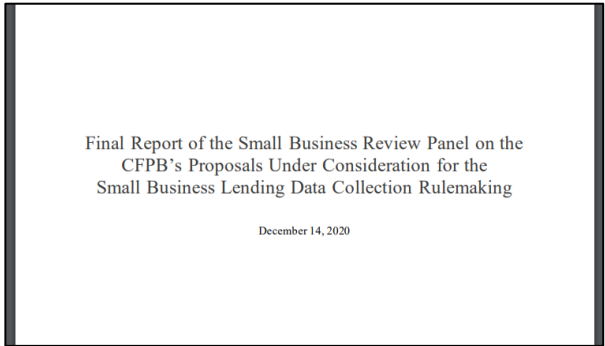 Final Report of the Small Business Review Panel on the
CFPB’s Proposals Under Consideration for the
Small Business Lending Data Collection Rulemaking
December 14, 2020